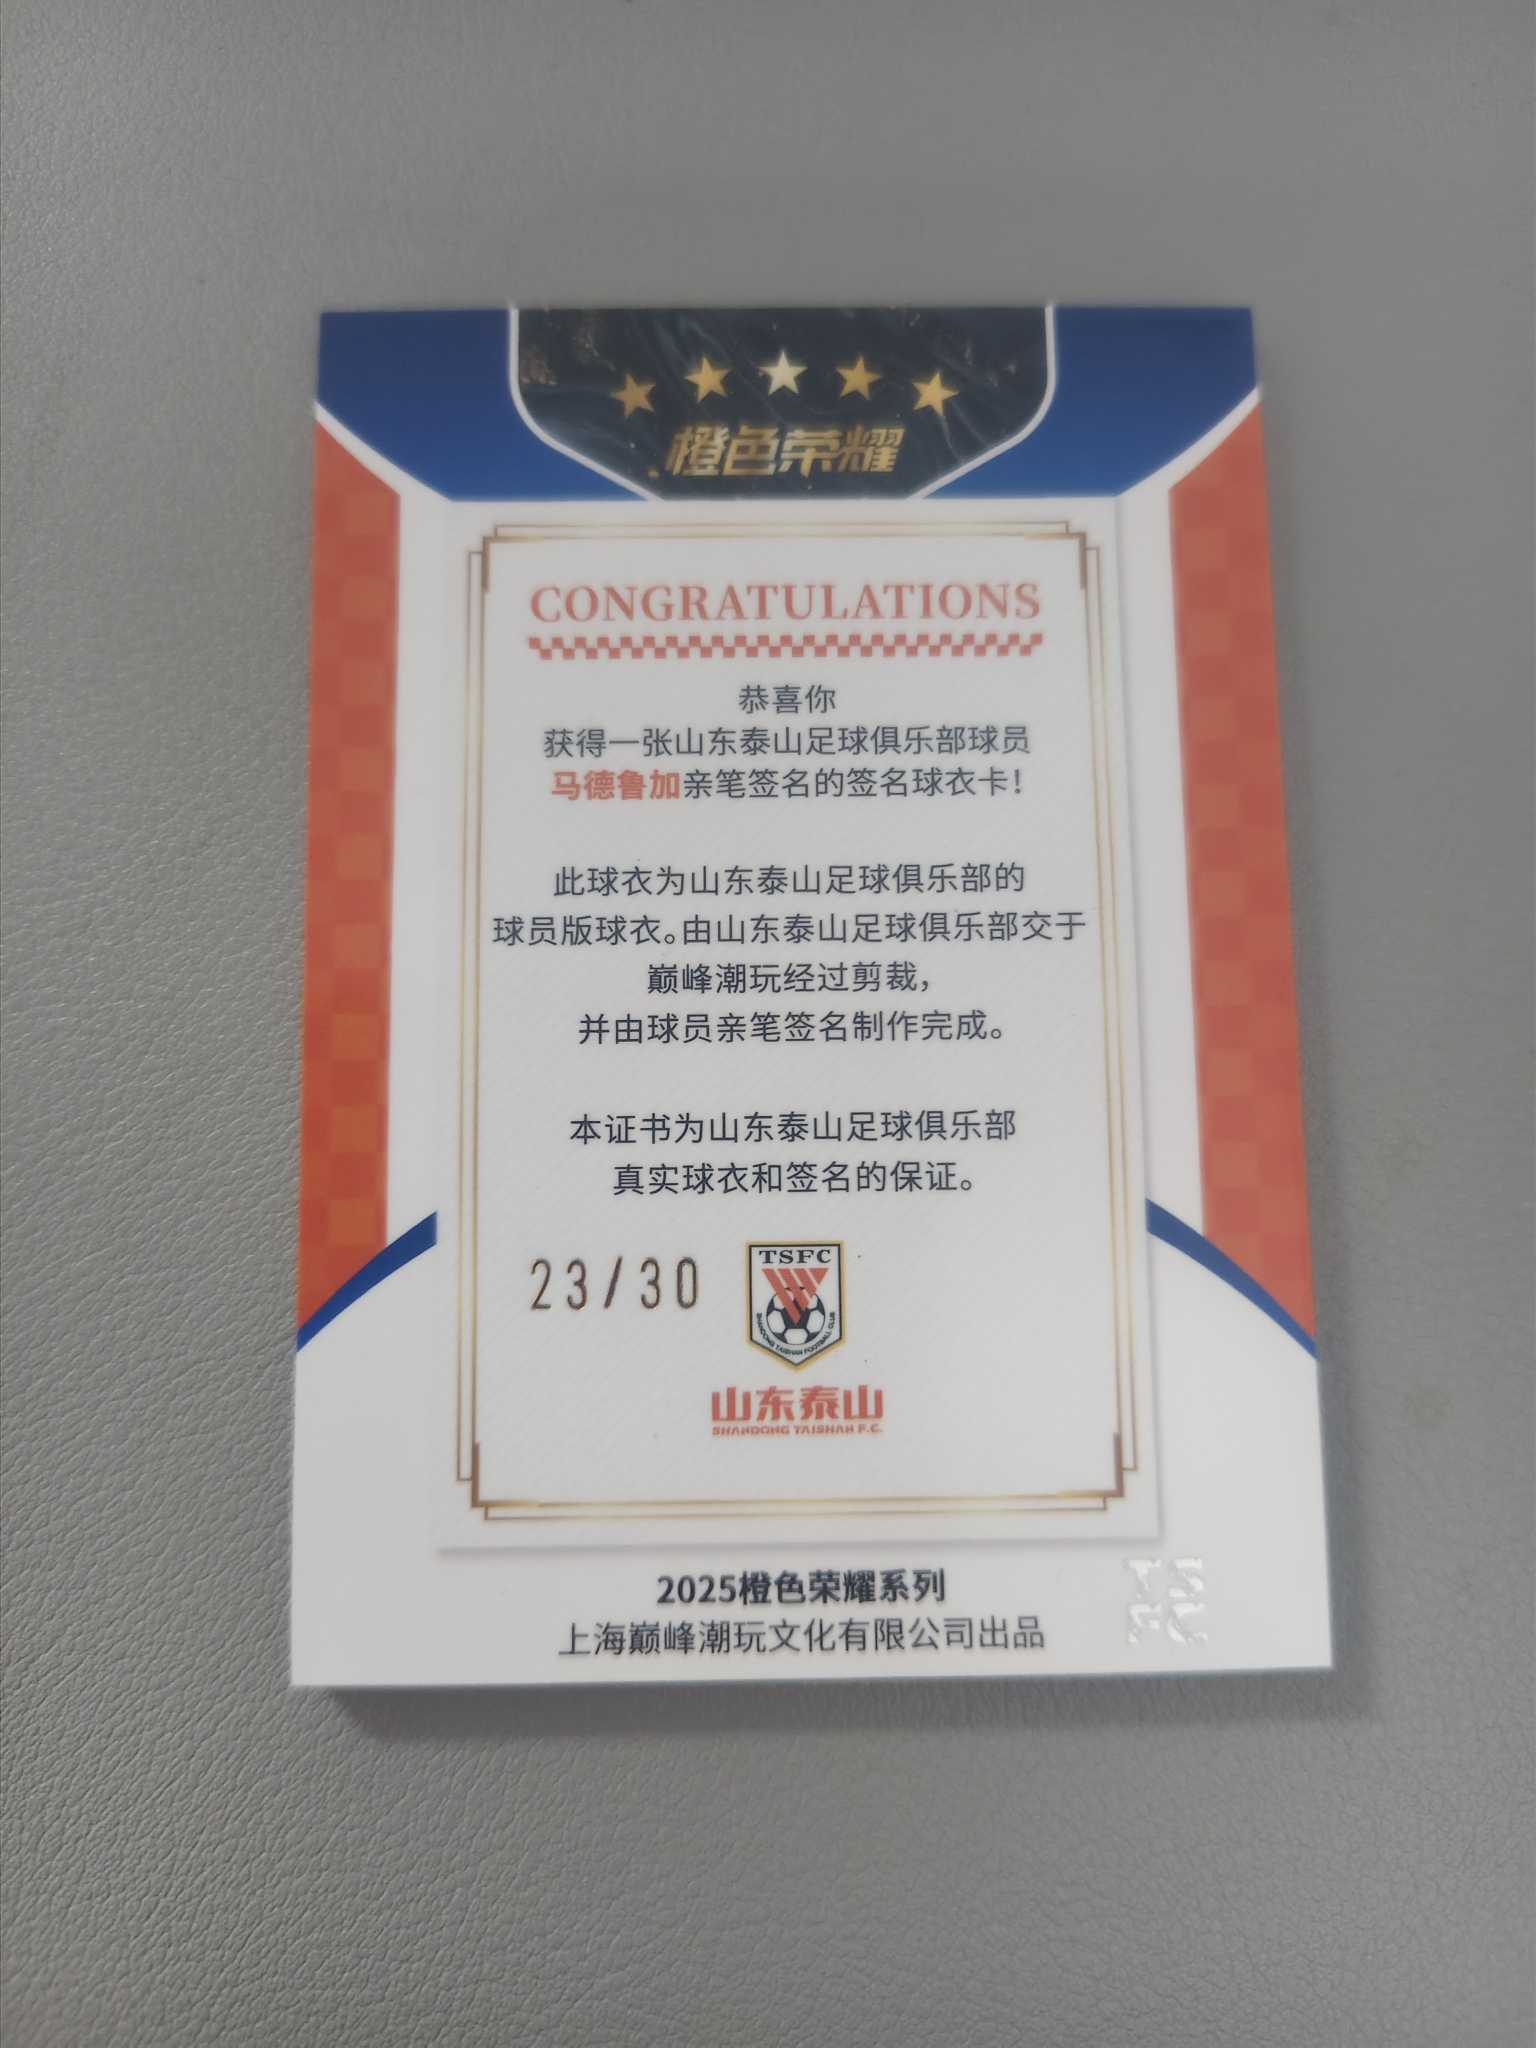 橙色荣耀
CONGRATULATIONS
恭喜你
获得一张山东泰山足球俱乐部球员
马德鲁加亲笔签名的签名球衣卡！
此球衣为山东泰山足球俱乐部的
球员版球衣。由山东泰山足球俱乐部交于
巅峰潮玩经过剪裁，
并由球员亲笔签名制作完成。
本证书为山东泰山足球俱乐部
真实球衣和签名的保证。
23/30
TSFC
SHANDONG TAISHAN FOOTBALL CLUB
山东泰山
SHANDONG TAISHAN F.C.
2025橙色荣耀系列
上海巅峰潮玩文化有限公司出品